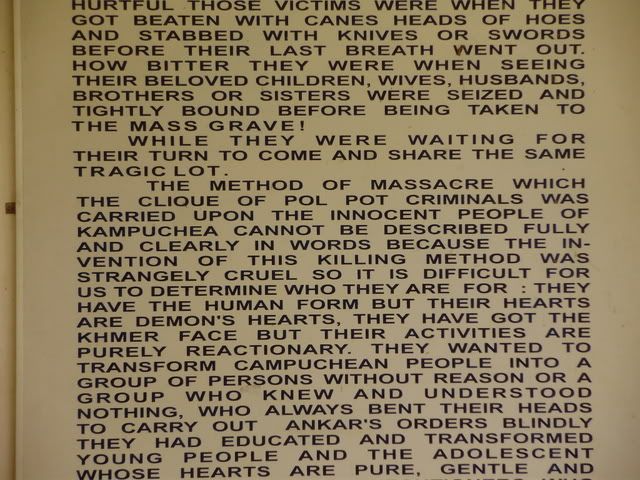 HURTFUL THOSE VICTIMS WERE WHEN THEY
GOT BEATEN WITH CANES HEADS OF HOES
AND STABBED WITH KNIVES OR SWORDS
BEFORE THEIR LAST BREATH WENT OUT.
HOW BITTER THEY WERE WHEN SEEING
THEIR BELOVED CHILDREN, WIVES, HUSBANDS,
BROTHERS OR SISTERS WERE SEIZED AND
TIGHTLY BOUND BEFORE BEING TAKEN TO
THE MASS GRAVE!
WHILE THEY WERE WAITING FOR
THEIR TURN TO COME AND SHARE THE SAME
TRAGIC LOT.
THE METHOD OF MASSACRE WHICH
THE CLIQUE OF POL POT CRIMINALS WAS
CARRIED UPON THE INNOCENT PEOPLE OF
KAMPUCHEA CANNOT BE DESCRIBED FULLY
AND CLEARLY IN WORDS BECAUSE THE IN-
VENTION OF THIS KILLING METHOD WAS
STRANGELY CRUEL SO IT IS DIFFICULT FOR
US TO DETERMINE WHO THEY ARE FOR : THEY
HAVE THE HUMAN FORM BUT THEIR HEARTS
ARE DEMON'S HEARTS, THEY HAVE GOT THE
KHMER FACE BUT THEIR ACTIVITIES ARE
PURELY REACTIONARY. THEY WANTED TO
TRANSFORM CAMPUCHEAN PEOPLE INTO A
GROUP OF PERSONS WITHOUT REASON OR A
GROUP WHO KNEW AND UNDERSTOOD
NOTHING, WHO ALWAYS BENT THEIR HEADS
TO CARRY OUT ANKAR'S ORDERS BLINDLY
THEY HAD EDUCATED AND TRANSFORMED
YOUNG PEOPLE AND THE ADOLESCENT
WHOSE HEARTS ARE PURE, GENTLE AND